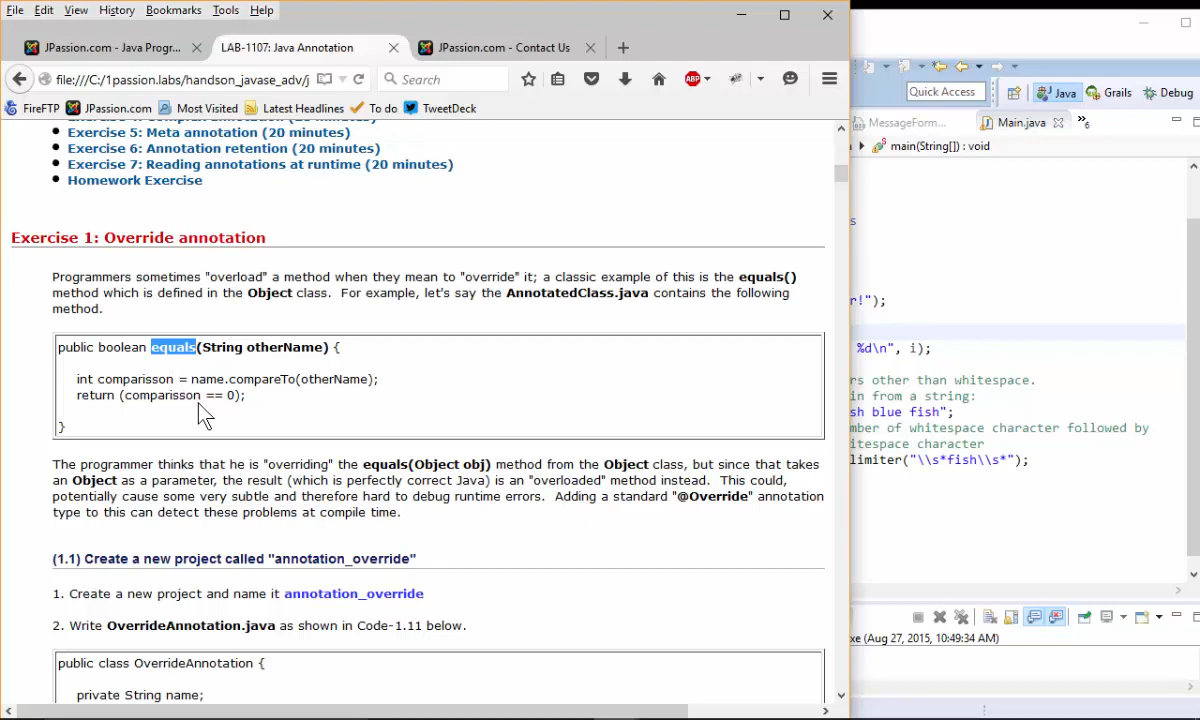 File Edit View History Bookmarks Tools Help
JPassion.com - Java Progr...
LAB-1107: Java Annotation
JPassion.com - Contact Us
file:///C:/1passion.labs/handson_javase_adv/j
Search
ABP
FireFTP JPassion.com Most Visited Latest Headlines To do TweetDeck
Exercise 5: Meta annotation (20 minutes)
Exercise 6: Annotation retention (20 minutes)
Exercise 7: Reading annotations at runtime (20 minutes)
Homework Exercise
Exercise 1: Override annotation
Programmers sometimes "overload" a method when they mean to "override" it; a classic example of this is the equals()
method which is defined in the Object class. For example, let's say the AnnotatedClass.java contains the following
method.
public boolean equals(String otherName) {
int comparisson = name.compareTo(otherName);
return (comparisson == 0);
}
The programmer thinks that he is "overriding" the equals(Object obj) method from the Object class, but since that takes
an Object as a parameter, the result (which is perfectly correct Java) is an "overloaded" method instead. This could,
potentially cause some very subtle and therefore hard to debug runtime errors. Adding a standard "@Override" annotation
type to this can detect these problems at compile time.
(1.1) Create a new project called "annotation_override"
1. Create a new project and name it annotation_override
2. Write OverrideAnnotation.java as shown in Code-1.11 below.
public class OverrideAnnotation {
private String name;
Quick Access Java Grails Debug
MessageForm... Main.java 6
main(String[]) : void
s
r!");
%d\n", i);
rs other than whitespace.
in from a string:
sh blue fish";
mber of whitespace character followed by
itespace character
limiter("\\s*fish\\s*");
xe (Aug 27, 2015, 10:49:34 AM)